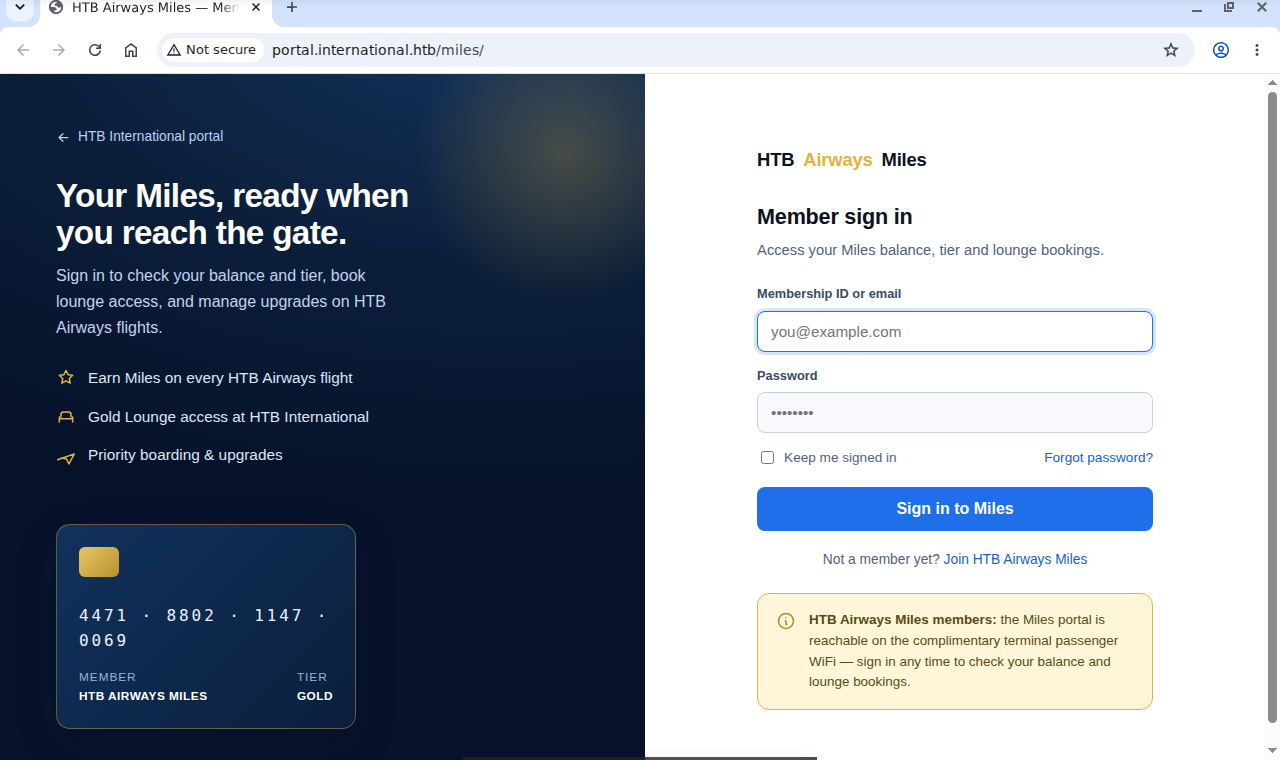 HTB Airways Miles — Men
Not secure
portal.international.htb/miles/
HTB International portal
Your Miles, ready when
you reach the gate.
Sign in to check your balance and tier, book
lounge access, and manage upgrades on HTB
Airways flights.
Earn Miles on every HTB Airways flight
Gold Lounge access at HTB International
Priority boarding & upgrades
4471 · 8802 · 1147 ·
0069
MEMBER
TIER
HTB AIRWAYS MILES
GOLD
HTB Airways Miles
Member sign in
Access your Miles balance, tier and lounge bookings.
Membership ID or email
you@example.com
Password
••••••••
Keep me signed in
Forgot password?
Sign in to Miles
Not a member yet? Join HTB Airways Miles
HTB Airways Miles members: the Miles portal is
reachable on the complimentary terminal passenger
WiFi — sign in any time to check your balance and
lounge bookings.